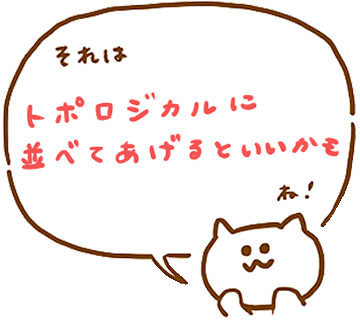 それは
トポロジカルに
並べてあげるといいかも
ね！